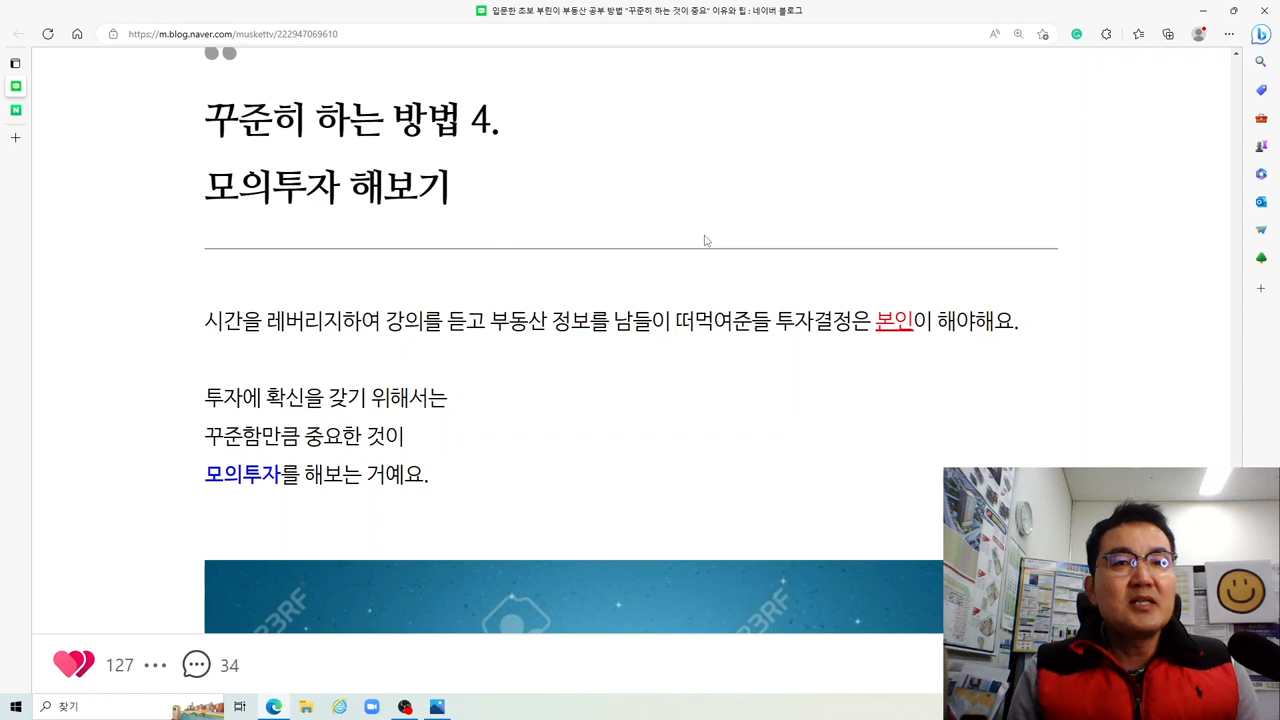 입문한 초보 부린이 부동산 공부 방법 "꾸준히 하는 것이 중요" 이유와 팁 : 네이버 블로그
https://m.blog.naver.com/muskettv/222947069610
꾸준히 하는 방법 4.
모의투자 해보기
시간을 레버리지하여 강의를 듣고 부동산 정보를 남들이 떠먹여준들 투자결정은 본인이 해야해요.
투자에 확신을 갖기 위해서는
꾸준함만큼 중요한 것이
모의투자를 해보는 거예요.
123RF
123RF
127
34
찾기